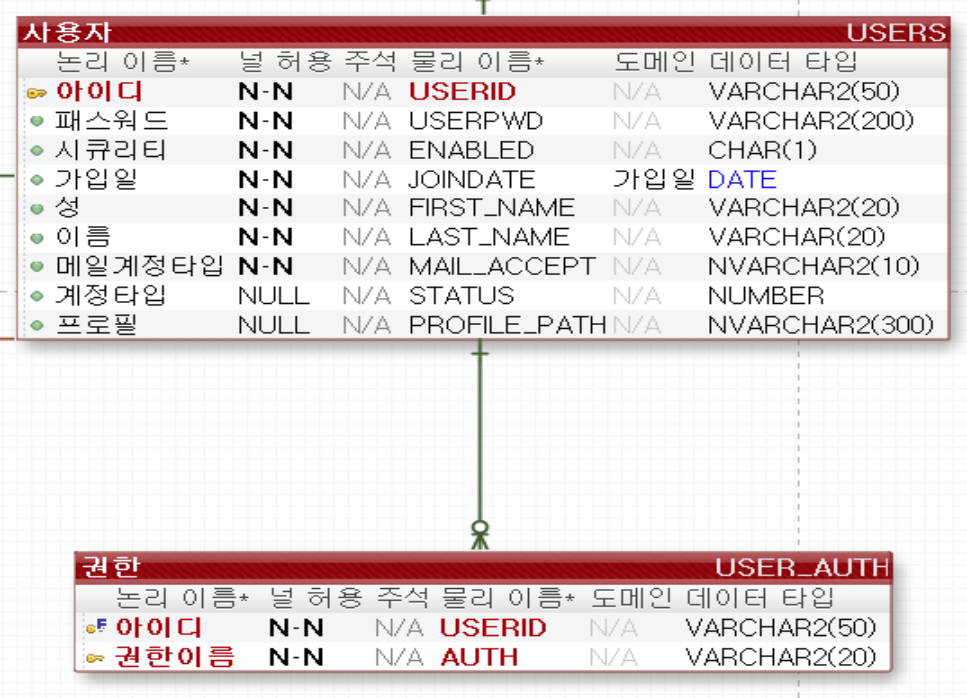 사용자 USERS
논리 이름* 널 허용 주석 물리 이름* 도메인 데이터 타입
아이디 N-N N/A USERID N/A VARCHAR2(50)
패스워드 N-N N/A USERPWD N/A VARCHAR2(200)
시큐리티 N-N N/A ENABLED N/A CHAR(1)
가입일 N-N N/A JOINDATE 가입일 DATE
성 N-N N/A FIRST_NAME N/A VARCHAR2(20)
이름 N-N N/A LAST_NAME N/A VARCHAR(20)
메일계정타입 N-N N/A MAIL_ACCEPT N/A NVARCHAR2(10)
계정타입 NULL N/A STATUS N/A NUMBER
프로필 NULL N/A PROFILE_PATH N/A NVARCHAR2(300)
권한 USER_AUTH
논리 이름* 널 허용 주석 물리 이름* 도메인 데이터 타입
아이디 N-N N/A USERID N/A VARCHAR2(50)
권한이름 N-N N/A AUTH N/A VARCHAR2(20)